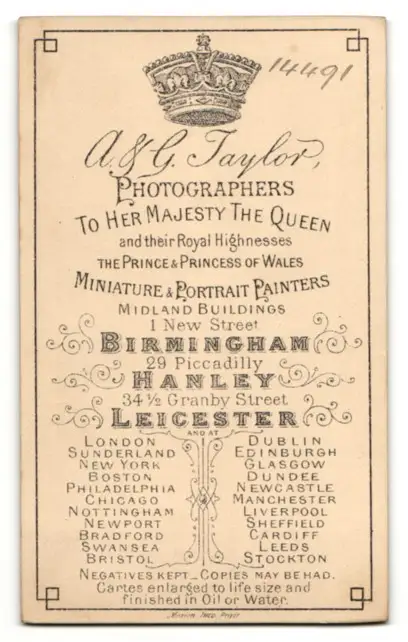 14491
A. & G. Taylor,
PHOTOGRAPHERS
TO HER MAJESTY THE QUEEN
and their Royal Highnesses
THE PRINCE & PRINCESS OF WALES
MINIATURE & PORTRAIT PAINTERS
MIDLAND BUILDINGS
1 New Street
BIRMINGHAM
29 Piccadilly
HANLEY
34 ½ Granby Street
LEICESTER
AND AT
LONDON
SUNDERLAND
NEW YORK
BOSTON
PHILADELPHIA
CHICAGO
NOTTINGHAM
NEWPORT
BRADFORD
SWANSEA
BRISTOL
DUBLIN
EDINBURGH
GLASGOW
DUNDEE
NEWCASTLE
MANCHESTER
LIVERPOOL
SHEFFIELD
CARDIFF
LEEDS
STOCKTON
NEGATIVES KEPT _ COPIES MAY BE HAD.
Cartes enlarged to life size and
finished in Oil or Water.